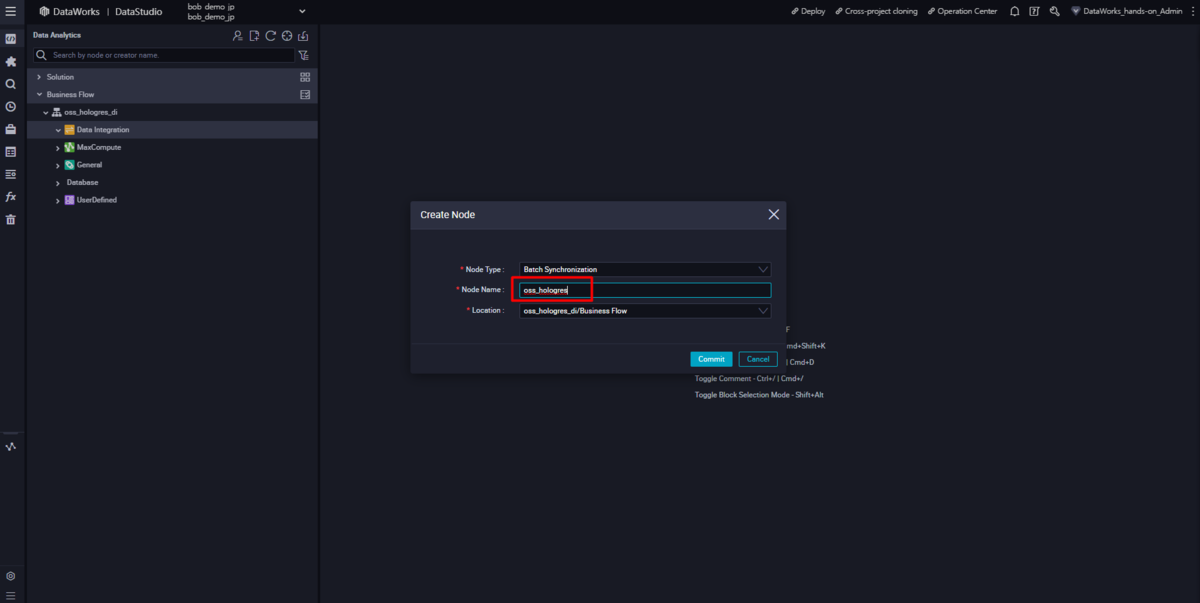 DataWorks | DataStudio
bob_demo_jp
bob_demo_jp
Deploy
Cross-project cloning
Operation Center
DataWorks_hands-on_Admin
Data Analytics
Search by node or creator name.
Solution
Business Flow
oss_hologres_di
Data Integration
MaxCompute
General
Database
UserDefined
Create Node
* Node Type :
Batch Synchronization
* Node Name :
oss_hologres
* Location :
oss_hologres_di/Business Flow
Commit
Cancel
F
md+Shift+K
| Cmd+D
Toggle Comment - Ctrl+/ | Cmd+/
Toggle Block Selection Mode - Shift+Alt